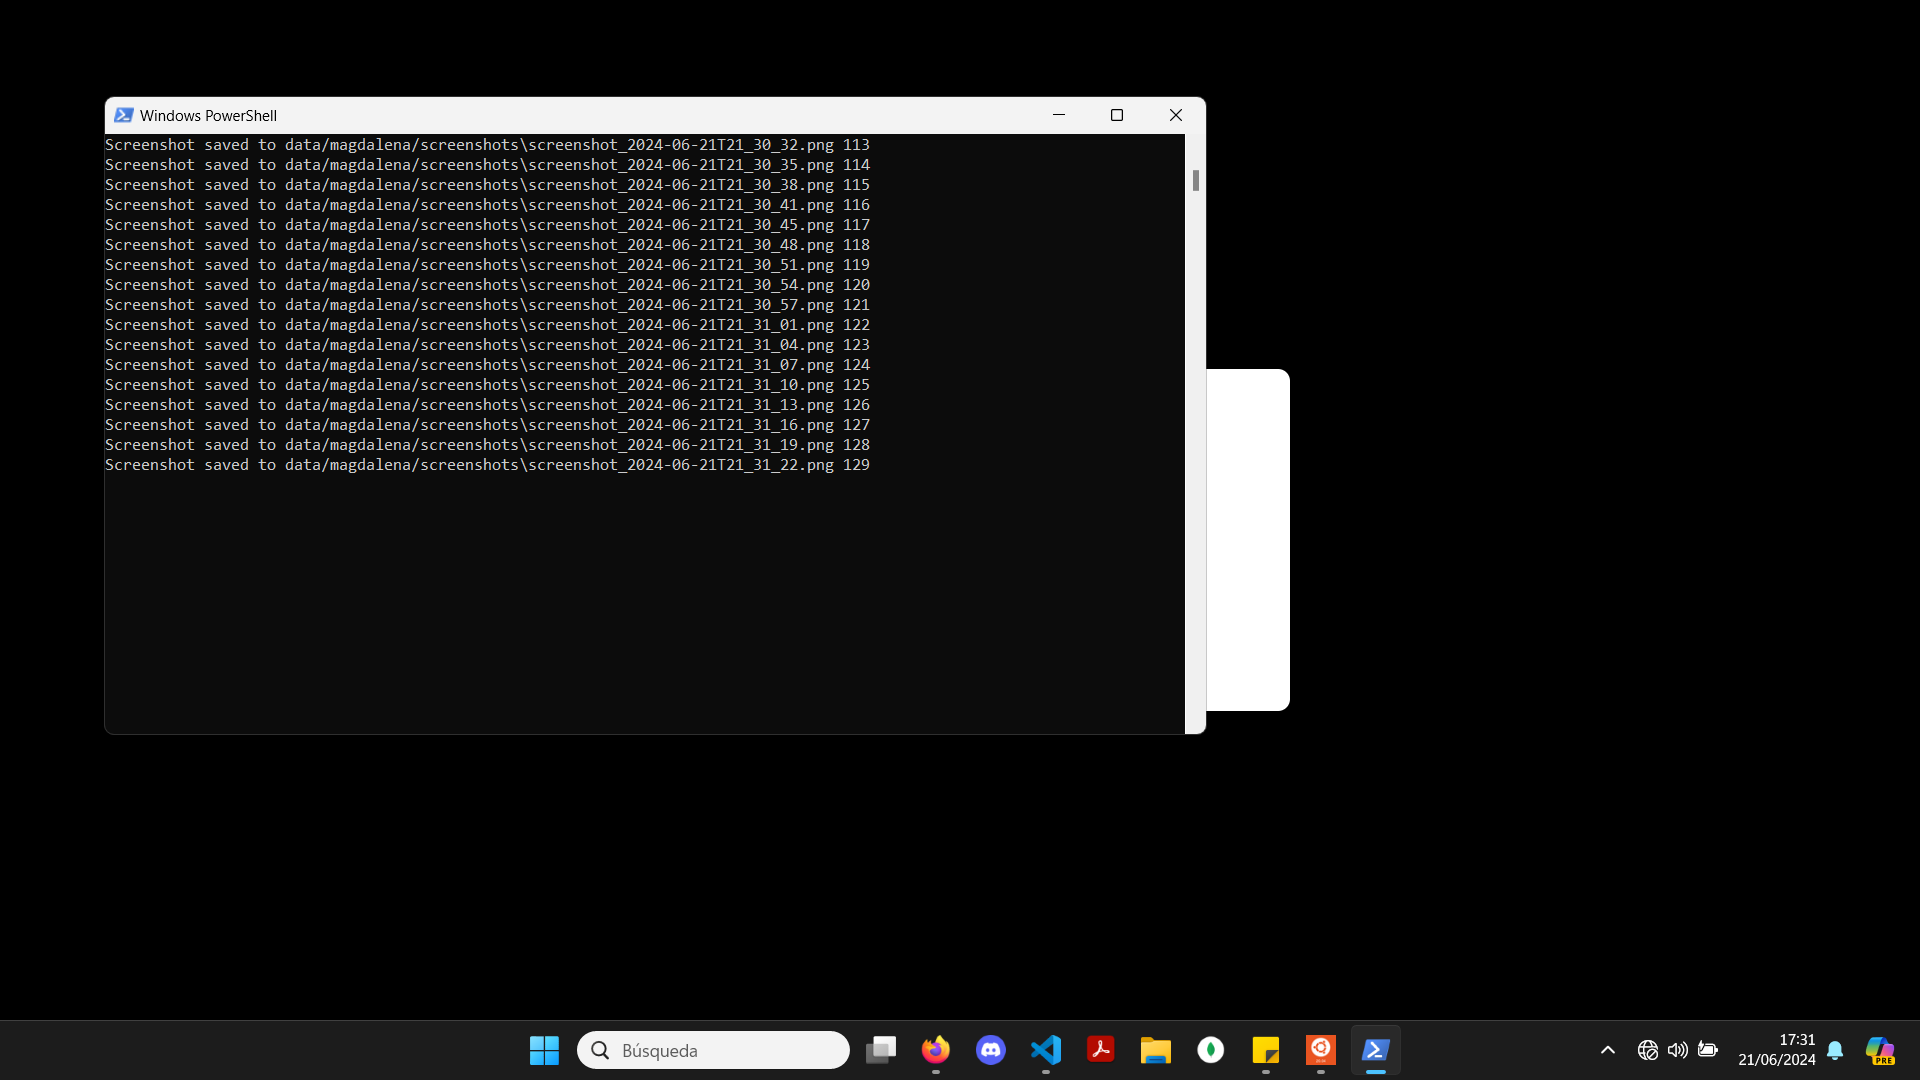 Windows PowerShell
Screenshot saved to data/magdalena/screenshots\screenshot_2024-06-21T21_30_32.png 113
Screenshot saved to data/magdalena/screenshots\screenshot_2024-06-21T21_30_35.png 114
Screenshot saved to data/magdalena/screenshots\screenshot_2024-06-21T21_30_38.png 115
Screenshot saved to data/magdalena/screenshots\screenshot_2024-06-21T21_30_41.png 116
Screenshot saved to data/magdalena/screenshots\screenshot_2024-06-21T21_30_45.png 117
Screenshot saved to data/magdalena/screenshots\screenshot_2024-06-21T21_30_48.png 118
Screenshot saved to data/magdalena/screenshots\screenshot_2024-06-21T21_30_51.png 119
Screenshot saved to data/magdalena/screenshots\screenshot_2024-06-21T21_30_54.png 120
Screenshot saved to data/magdalena/screenshots\screenshot_2024-06-21T21_30_57.png 121
Screenshot saved to data/magdalena/screenshots\screenshot_2024-06-21T21_31_01.png 122
Screenshot saved to data/magdalena/screenshots\screenshot_2024-06-21T21_31_04.png 123
Screenshot saved to data/magdalena/screenshots\screenshot_2024-06-21T21_31_07.png 124
Screenshot saved to data/magdalena/screenshots\screenshot_2024-06-21T21_31_10.png 125
Screenshot saved to data/magdalena/screenshots\screenshot_2024-06-21T21_31_13.png 126
Screenshot saved to data/magdalena/screenshots\screenshot_2024-06-21T21_31_16.png 127
Screenshot saved to data/magdalena/screenshots\screenshot_2024-06-21T21_31_19.png 128
Screenshot saved to data/magdalena/screenshots\screenshot_2024-06-21T21_31_22.png 129
Búsqueda
17:31
21/06/2024
PRE